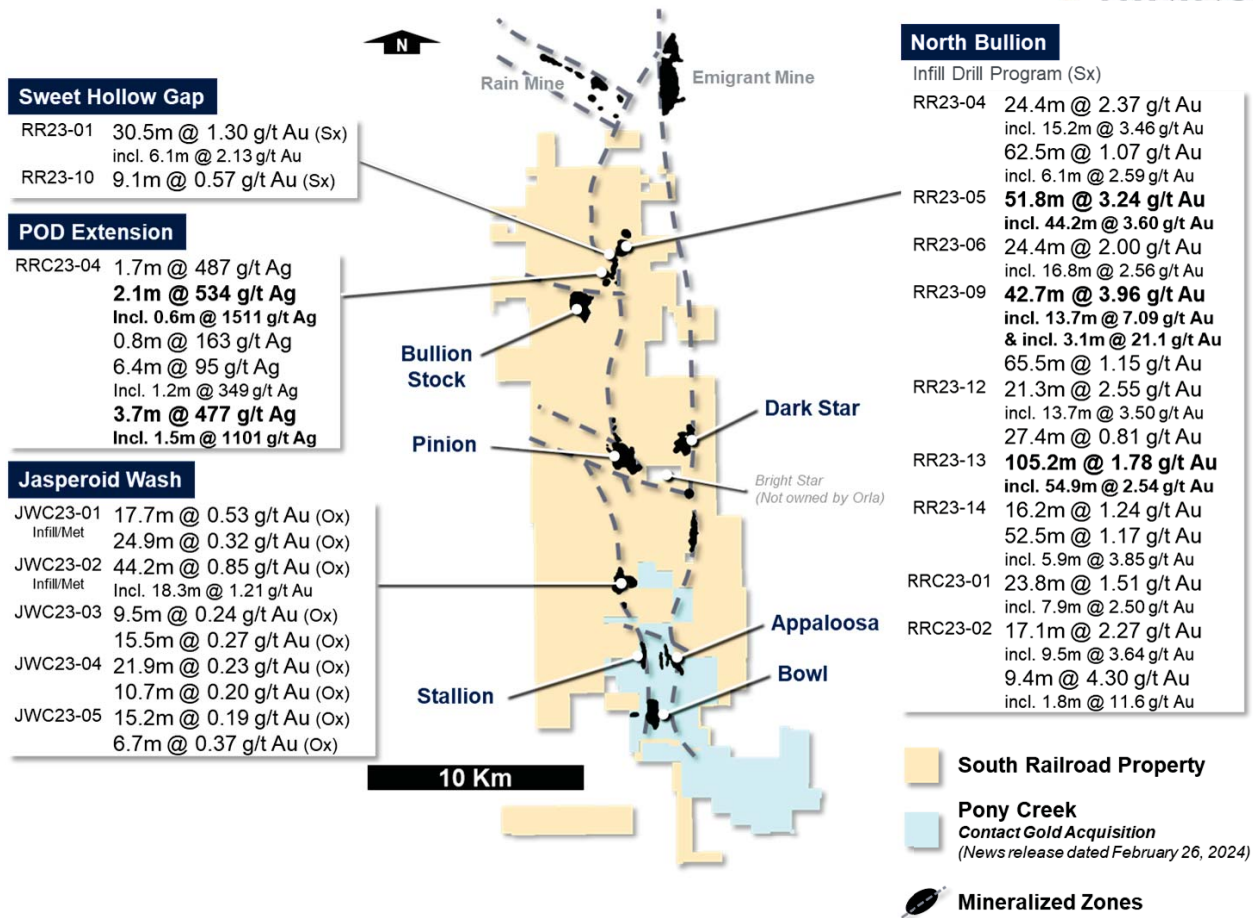 N
Rain Mine
Emigrant Mine
Sweet Hollow Gap
RR23-01 30.5m @ 1.30 g/t Au (Sx)
incl. 6.1m @ 2.13 g/t Au
RR23-10 9.1m @ 0.57 g/t Au (Sx)
POD Extension
RRC23-04 1.7m @ 487 g/t Ag
2.1m @ 534 g/t Ag
Incl. 0.6m @ 1511 g/t Ag
0.8m @ 163 g/t Ag
6.4m @ 95 g/t Ag
Incl. 1.2m @ 349 g/t Ag
3.7m @ 477 g/t Ag
Incl. 1.5m @ 1101 g/t Ag
Jasperoid Wash
JWC23-01 17.7m @ 0.53 g/t Au (Ox)
Infill/Met
24.9m @ 0.32 g/t Au (Ox)
JWC23-02 44.2m @ 0.85 g/t Au (Ox)
Infill/Met Incl. 18.3m @ 1.21 g/t Au
JWC23-03 9.5m @ 0.24 g/t Au (Ox)
15.5m @ 0.27 g/t Au (Ox)
JWC23-04 21.9m @ 0.23 g/t Au (Ox)
10.7m @ 0.20 g/t Au (Ox)
JWC23-05 15.2m @ 0.19 g/t Au (Ox)
6.7m @ 0.37 g/t Au (Ox)
Bullion
Stock
Pinion
Dark Star
Bright Star
(Not owned by Orla)
Appaloosa
Stallion
Bowl
10 Km
North Bullion
Infill Drill Program (Sx)
RR23-04 24.4m @ 2.37 g/t Au
incl. 15.2m @ 3.46 g/t Au
62.5m @ 1.07 g/t Au
incl. 6.1m @ 2.59 g/t Au
RR23-05 51.8m @ 3.24 g/t Au
incl. 44.2m @ 3.60 g/t Au
RR23-06 24.4m @ 2.00 g/t Au
incl. 16.8m @ 2.56 g/t Au
RR23-09 42.7m @ 3.96 g/t Au
incl. 13.7m @ 7.09 g/t Au
& incl. 3.1m @ 21.1 g/t Au
65.5m @ 1.15 g/t Au
RR23-12 21.3m @ 2.55 g/t Au
incl. 13.7m @ 3.50 g/t Au
27.4m @ 0.81 g/t Au
RR23-13 105.2m @ 1.78 g/t Au
incl. 54.9m @ 2.54 g/t Au
RR23-14 16.2m @ 1.24 g/t Au
52.5m @ 1.17 g/t Au
incl. 5.9m @ 3.85 g/t Au
RRC23-01 23.8m @ 1.51 g/t Au
incl. 7.9m @ 2.50 g/t Au
RRC23-02 17.1m @ 2.27 g/t Au
incl. 9.5m @ 3.64 g/t Au
9.4m @ 4.30 g/t Au
incl. 1.8m @ 11.6 g/t Au
South Railroad Property
Pony Creek
Contact Gold Acquisition
(News release dated February 26, 2024)
Mineralized Zones